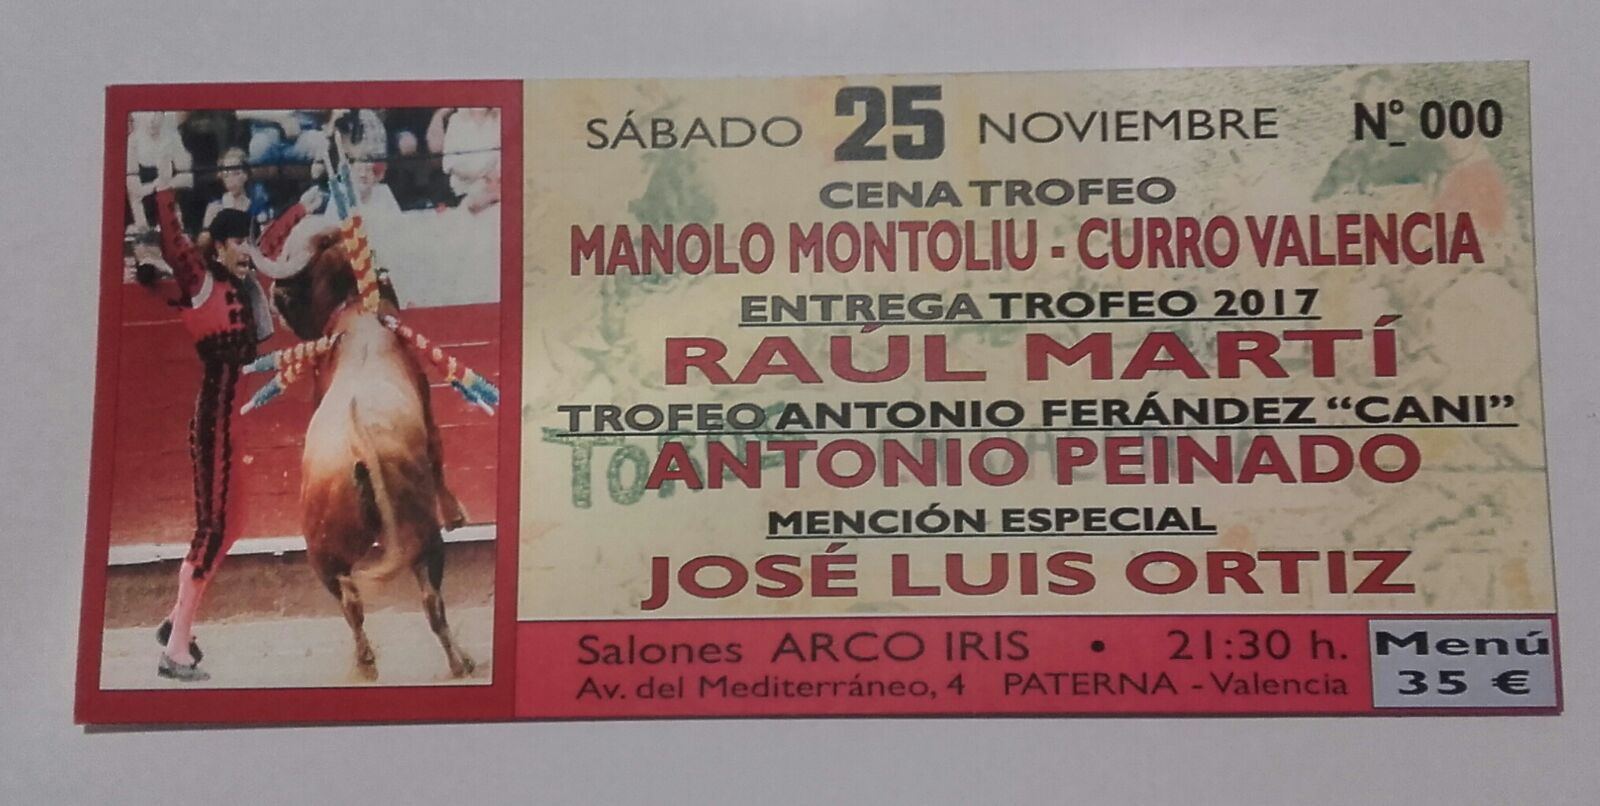 SÁBADO 25 NOVIEMBRE Nº 000
CENA TROFEO
MANOLO MONTOLIU - CURRO VALENCIA
ENTREGA TROFEO 2017
RAÚL MARTÍ
TROFEO ANTONIO FERÁNDEZ “CANI”
ANTONIO PEINADO
MENCIÓN ESPECIAL
JOSÉ LUIS ORTIZ
Salones ARCO IRIS • 21:30 h.
Av. del Mediterráneo, 4 PATERNA - Valencia
Menú
35 €